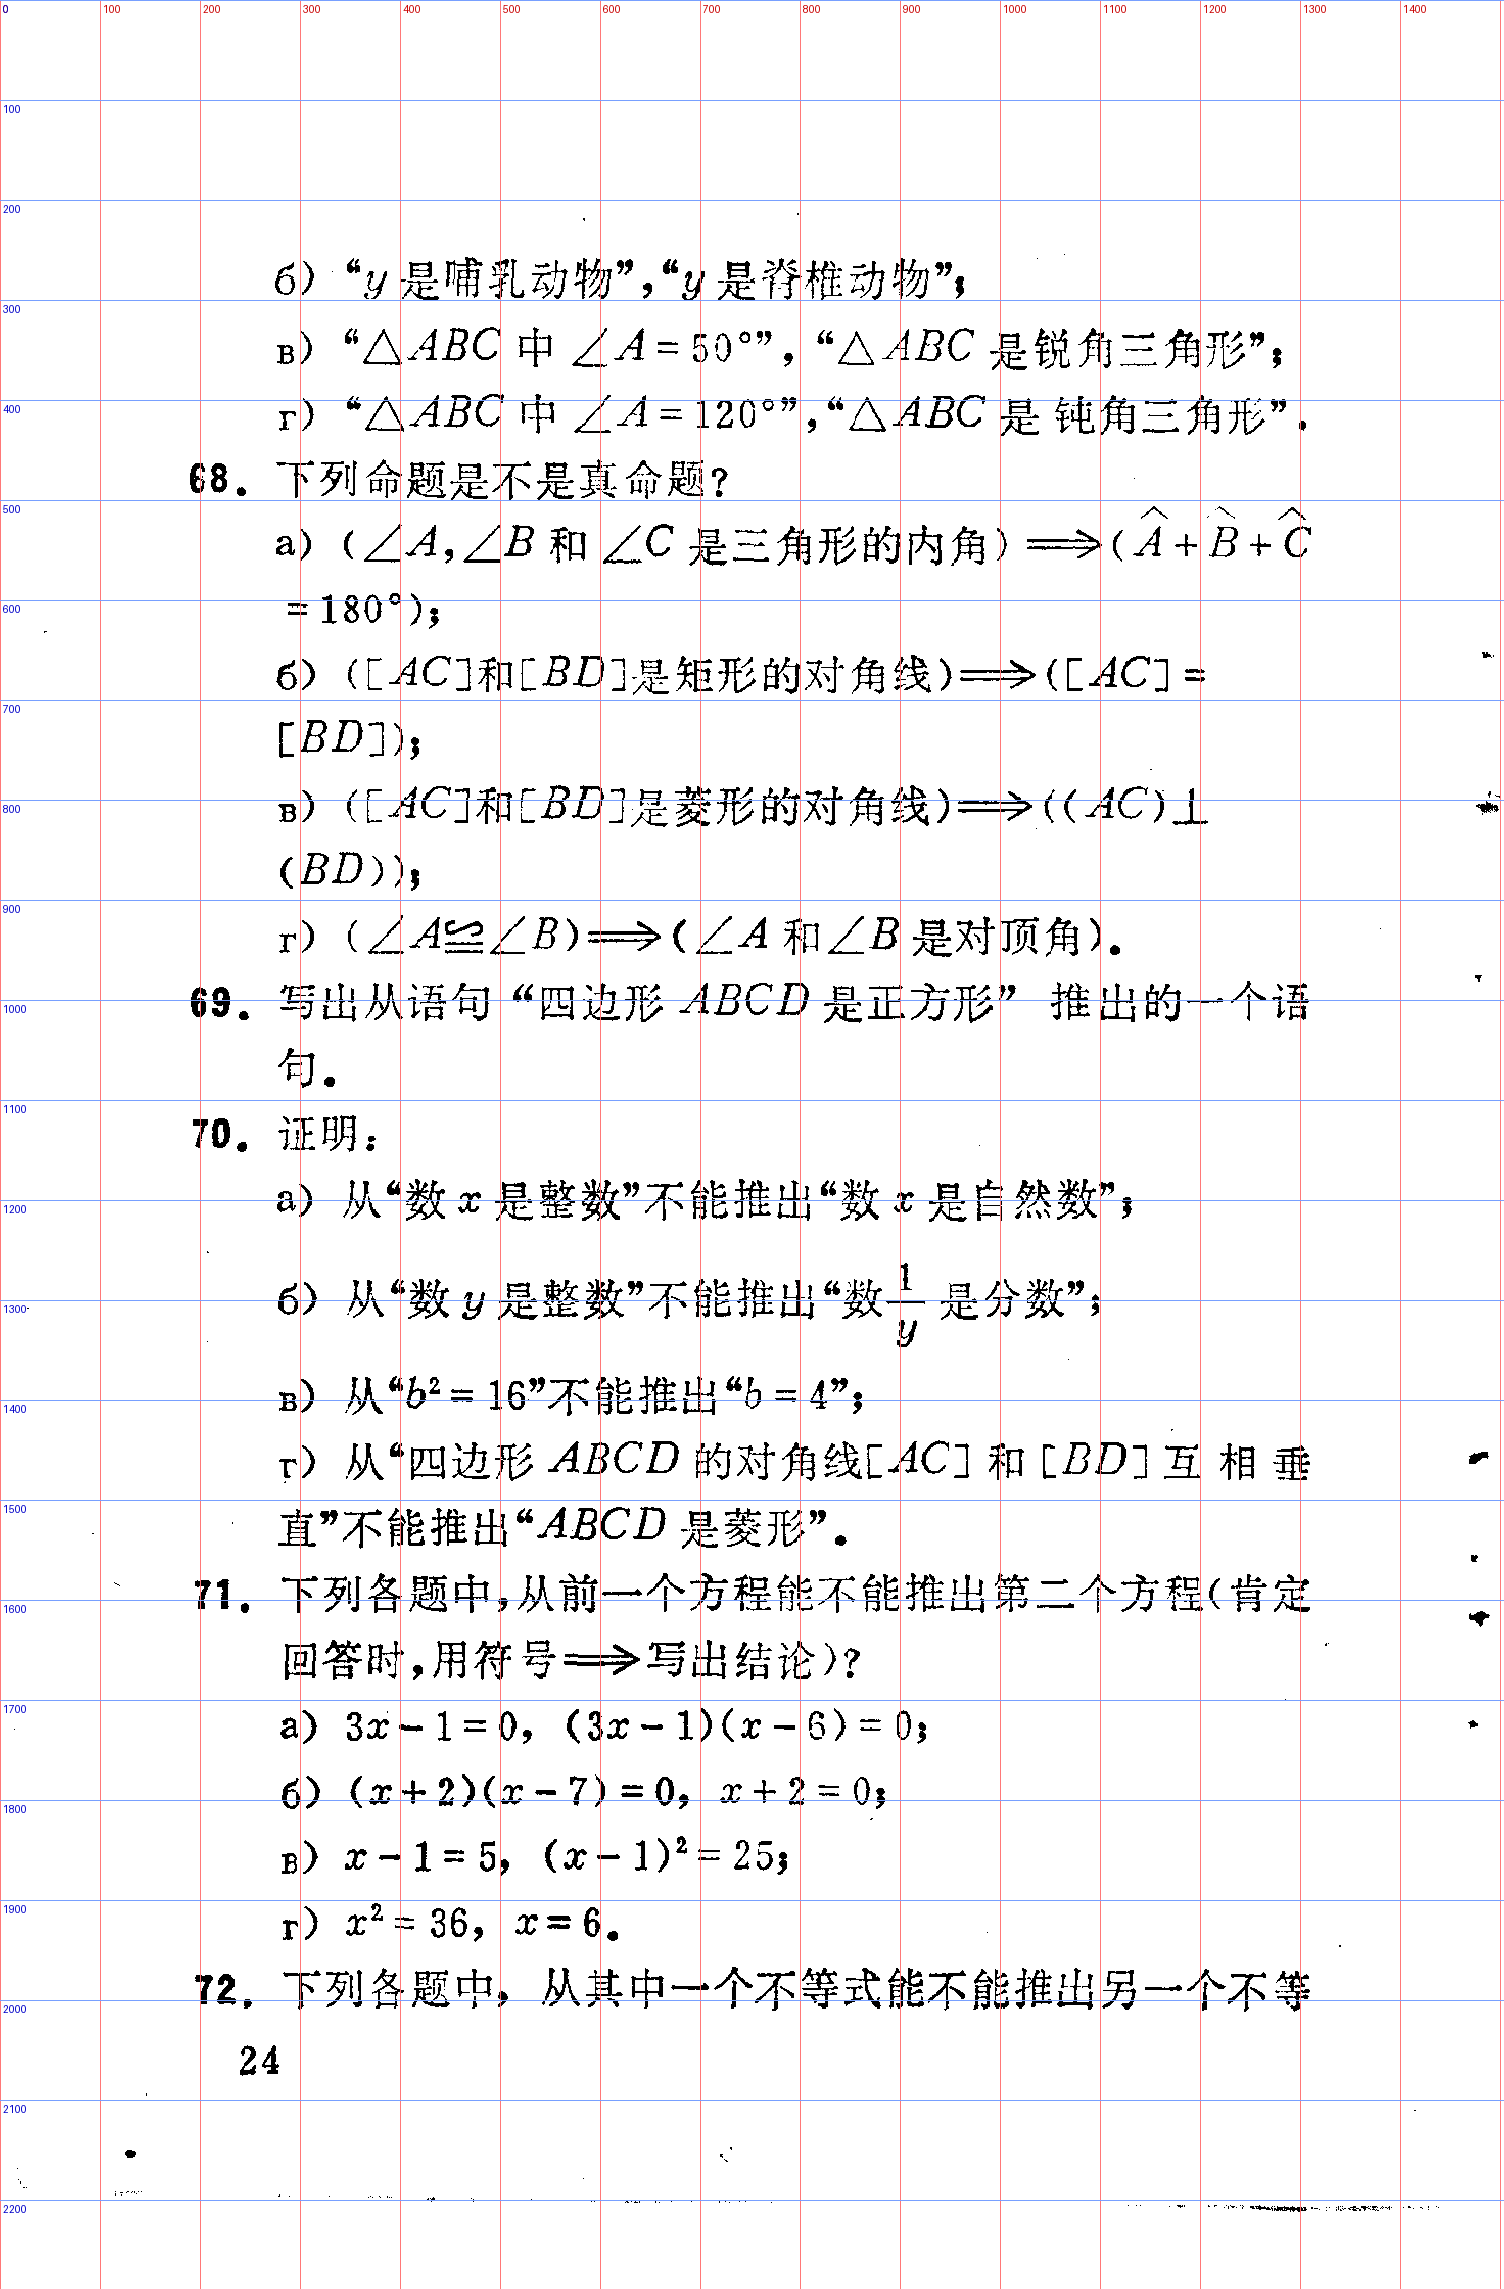 б) “y 是哺乳动物”,“y 是脊椎动物”;
в) “△ABC 中 ∠A=50°”, “△ABC 是锐角三角形”;
г) “△ABC 中 ∠A=120°”,“△ABC 是钝角三角形”.
68. 下列命题是不是真命题?
а) (∠A,∠B 和 ∠C 是三角形的内角)⟹(Â+B̂+Ĉ
=180°);
б) ([AC]和[BD]是矩形的对角线)⟹([AC]=
[BD]);
в) ([AC]和[BD]是菱形的对角线)⟹((AC)⊥
(BD));
г) (∠A≌∠B)⟹(∠A 和∠B 是对顶角).
69. 写出从语句“四边形 ABCD 是正方形” 推出的一个语
句.
70. 证明:
а) 从“数 x 是整数”不能推出“数 x 是自然数”;
б) 从“数 y 是整数”不能推出“数 1/y 是分数”;
в) 从“b²=16”不能推出“b=4”;
г) 从“四边形 ABCD 的对角线[AC] 和 [BD] 互相垂
直”不能推出“ABCD 是菱形”.
71. 下列各题中,从前一个方程能不能推出第二个方程(肯定
回答时,用符号⟹写出结论)?
а) 3x-1=0, (3x-1)(x-6)=0;
б) (x+2)(x-7)=0, x+2=0;
в) x-1=5, (x-1)²=25;
г) x²=36, x=6.
72. 下列各题中, 从其中一个不等式能不能推出另一个不等
24